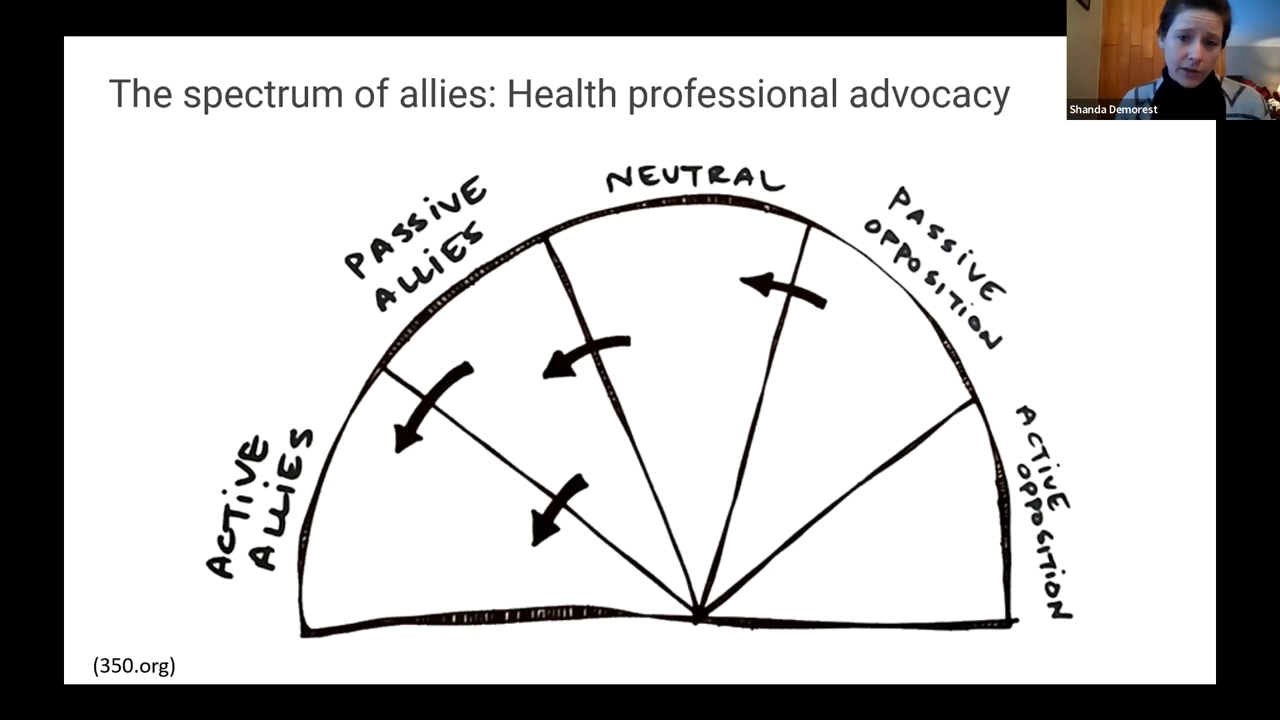 The spectrum of allies: Health professional advocacy
Shanda Demorest
NEUTRAL
PASSIVE
ALLIES
PASSIVE
OPPOSITION
ACTIVE
ALLIES
ACTIVE
OPPOSITION
(350.org)